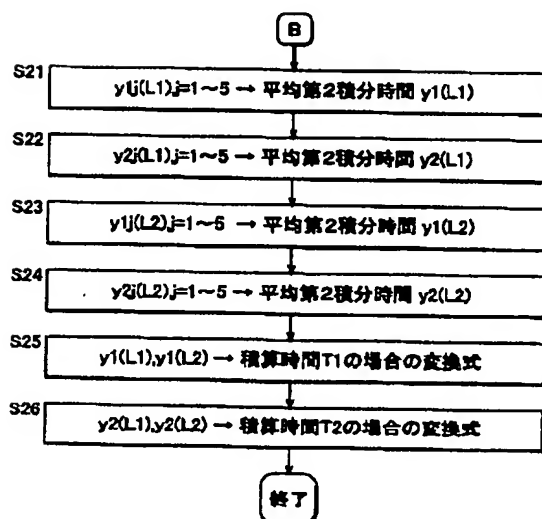 B
S21
y1j(L1),j=1～5 → 平均第2積分時間 y1(L1)
S22
y2j(L1),j=1～5 → 平均第2積分時間 y2(L1)
S23
y1j(L2),j=1～5 → 平均第2積分時間 y1(L2)
S24
y2j(L2),j=1～5 → 平均第2積分時間 y2(L2)
S25
y1(L1),y1(L2) → 積算時間T1の場合の変換式
S26
y2(L1),y2(L2) → 積算時間T2の場合の変換式
終了